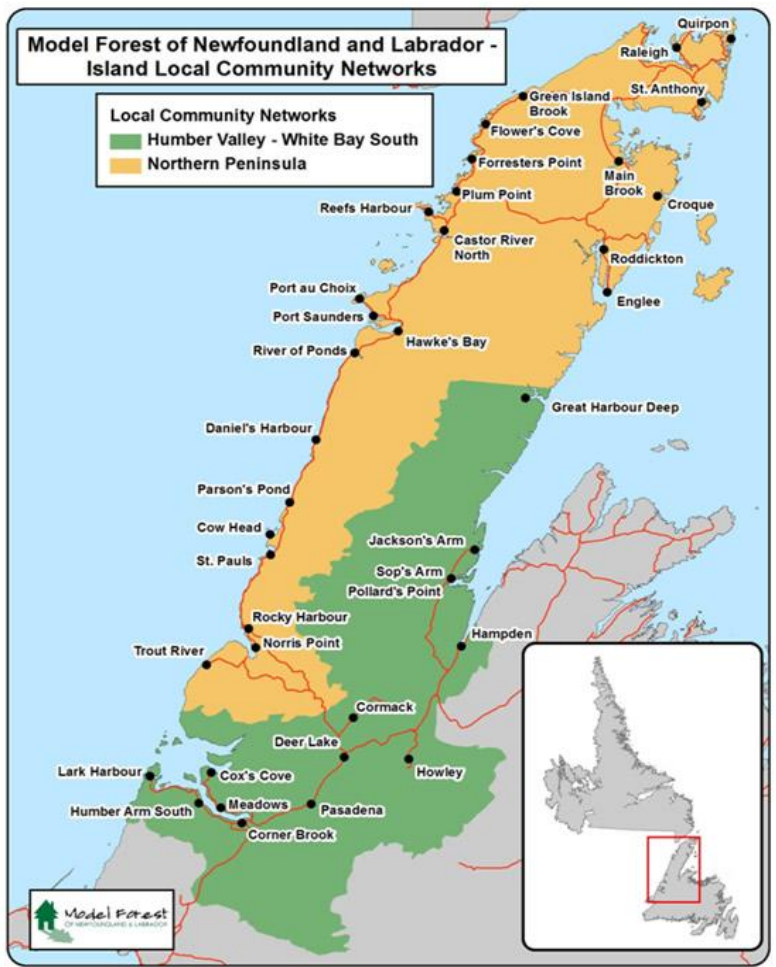 Model Forest of Newfoundland and Labrador -
Island Local Community Networks
Local Community Networks
Humber Valley - White Bay South
Northern Peninsula
Quirpon
Raleigh
St. Anthony
Green Island
Brook
Flower's Cove
Forresters Point
Main
Brook
Plum Point
Croque
Reefs Harbour
Castor River
North
Roddickton
Englee
Port au Choix
Port Saunders
Hawke's Bay
River of Ponds
Great Harbour Deep
Daniel's Harbour
Parson's Pond
Cow Head
Jackson's Arm
St. Pauls
Sop's Arm
Pollard's Point
Rocky Harbour
Hampden
Norris Point
Trout River
Cormack
Deer Lake
Lark Harbour
Cox's Cove
Howley
Humber Arm South
Meadows
Pasadena
Corner Brook
Model Forest
OF NEWFOUNDLAND & LABRADOR